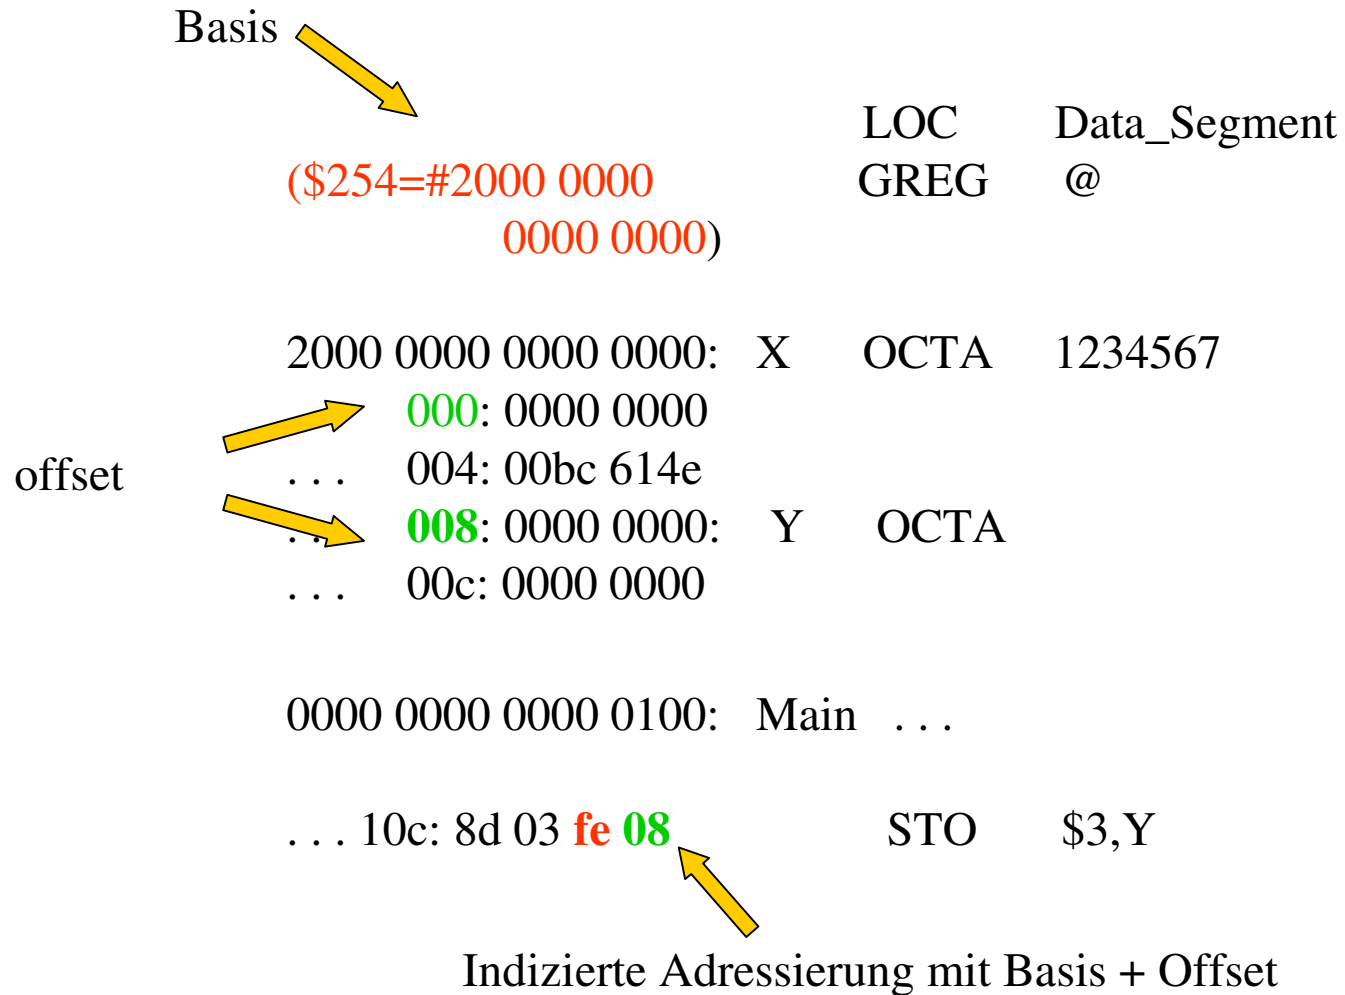 Basis
LOC Data_Segment
($254=#2000 0000 GREG @
0000 0000)
2000 0000 0000 0000: X OCTA 1234567
000: 0000 0000
offset
. . . 004: 00bc 614e
. . . 008: 0000 0000: Y OCTA
. . . 00c: 0000 0000
0000 0000 0000 0100: Main . . .
. . . 10c: 8d 03 fe 08 STO $3,Y
Indizierte Adressierung mit Basis + Offset